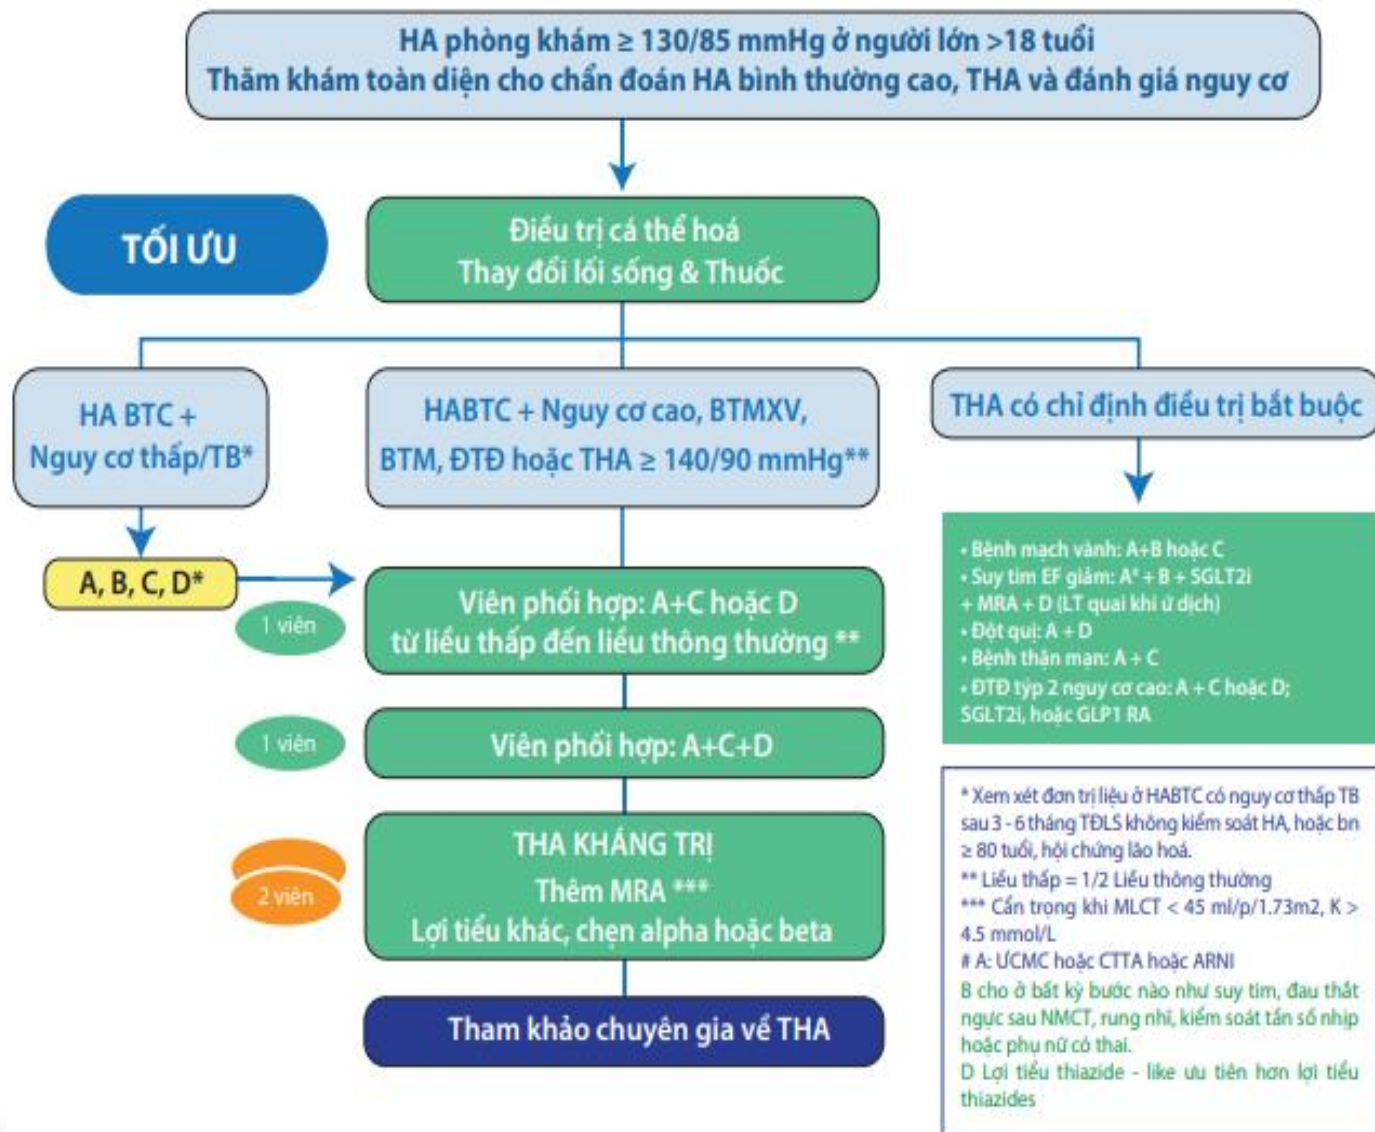 HA phòng khám ≥ 130/85 mmHg ở người lớn >18 tuổi
Thăm khám toàn diện cho chẩn đoán HA bình thường cao, THA và đánh giá nguy cơ
TỐI ƯU
Điều trị cá thể hoá
Thay đổi lối sống & Thuốc
HA BTC +
Nguy cơ thấp/TB*
HABTC + Nguy cơ cao, BTMXV,
BTM, ĐTĐ hoặc THA ≥ 140/90 mmHg**
THA có chỉ định điều trị bắt buộc
A, B, C, D*
1 viên
Viên phối hợp: A+C hoặc D
từ liều thấp đến liều thông thường **
1 viên
Viên phối hợp: A+C+D
2 viên
THA KHÁNG TRỊ
Thêm MRA ***
Lợi tiểu khác, chẹn alpha hoặc beta
Tham khảo chuyên gia về THA
• Bệnh mạch vành: A+B hoặc C
• Suy tim EF giảm: A# + B + SGLT2i
+ MRA + D (LT quai khi ứ dịch)
• Đột quị: A + D
• Bệnh thận mạn: A + C
• ĐTĐ týp 2 nguy cơ cao: A + C hoặc D;
SGLT2i, hoặc GLP1 RA
* Xem xét đơn trị liệu ở HABTC có nguy cơ thấp TB
sau 3 - 6 tháng TĐLS không kiểm soát HA, hoặc bn
≥ 80 tuổi, hội chứng lão hoá.
** Liều thấp = 1/2 Liều thông thường
*** Cẩn trọng khi MLCT < 45 ml/p/1.73m2, K >
4.5 mmol/L
# A: ƯCMC hoặc CTTA hoặc ARNI
B cho ở bất kỳ bước nào như suy tim, đau thắt
ngực sau NMCT, rung nhĩ, kiểm soát tần số nhịp
hoặc phụ nữ có thai.
D Lợi tiểu thiazide - like ưu tiên hơn lợi tiểu
thiazides